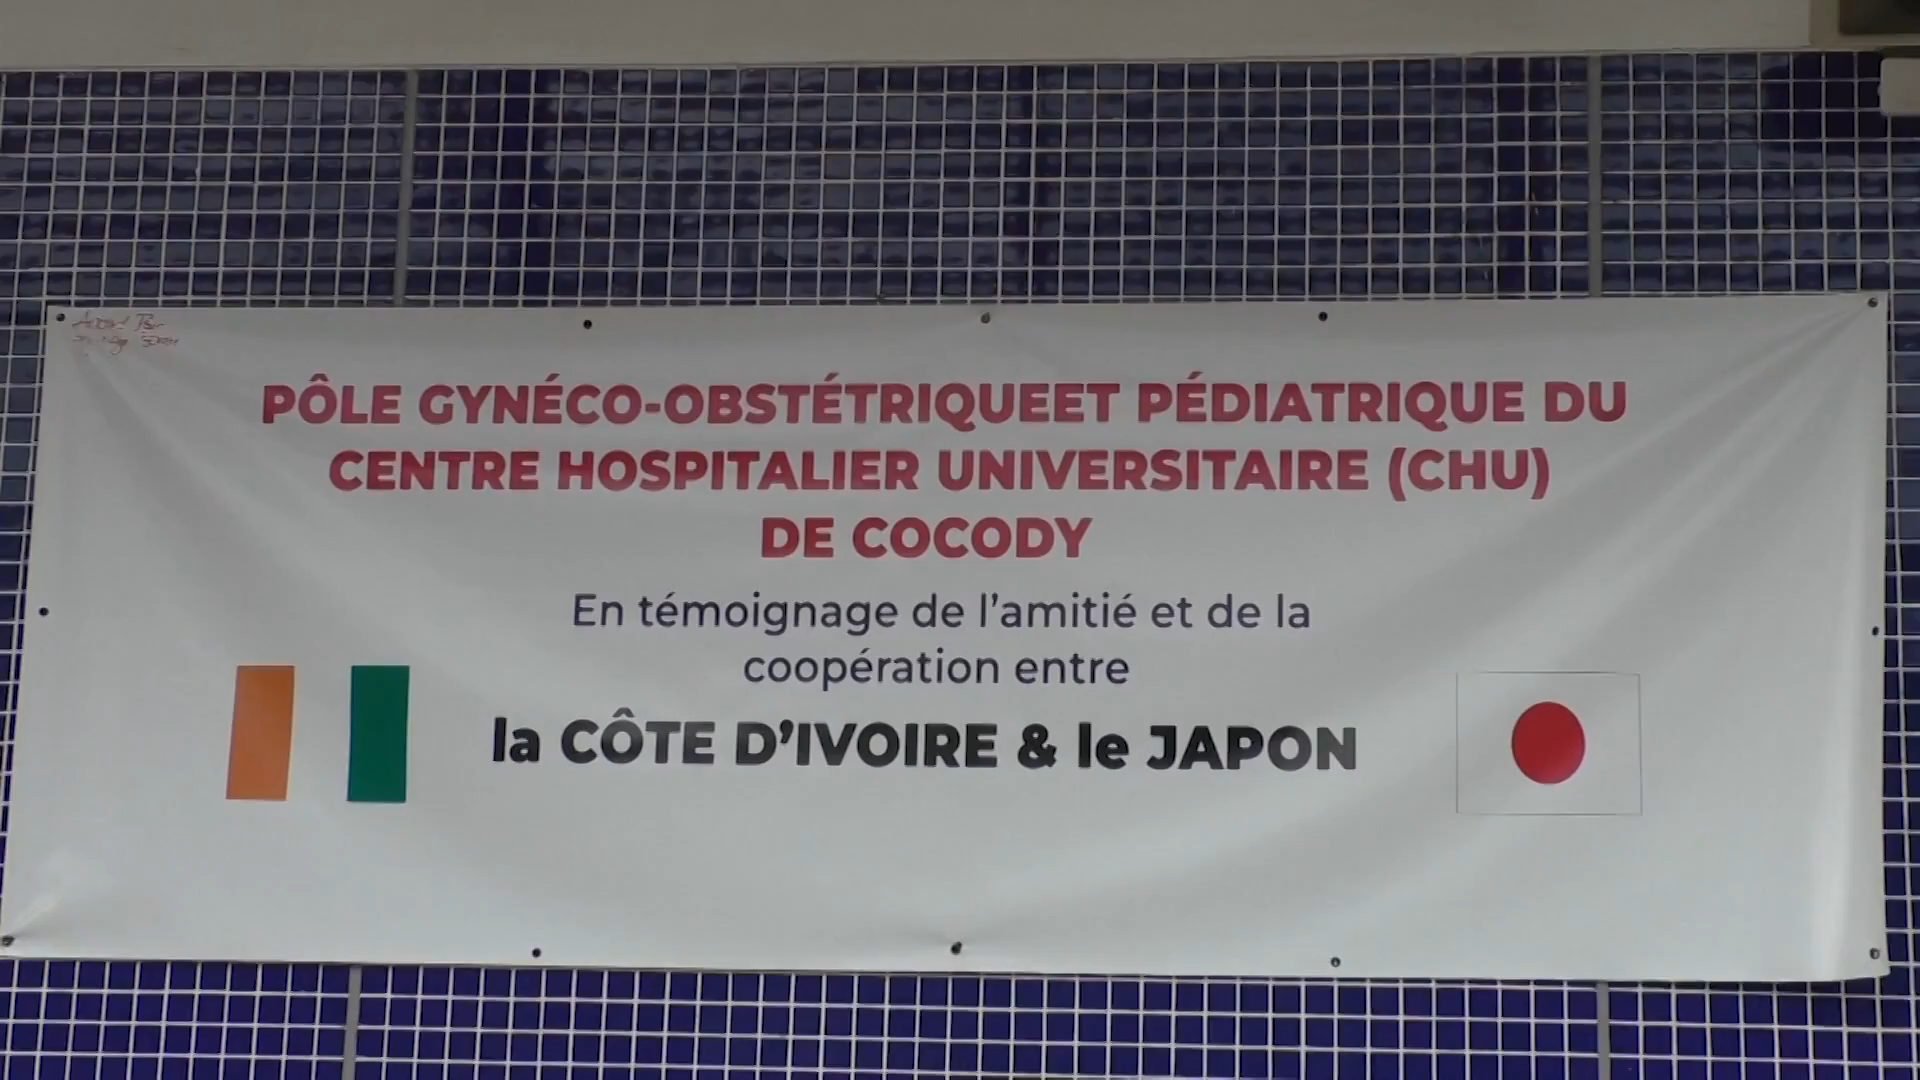 PÔLE GYNÉCO-OBSTÉTRIQUEET PÉDIATRIQUE DU
CENTRE HOSPITALIER UNIVERSITAIRE (CHU)
DE COCODY
En témoignage de l'amitié et de la
coopération entre
la CÔTE D'IVOIRE & le JAPON